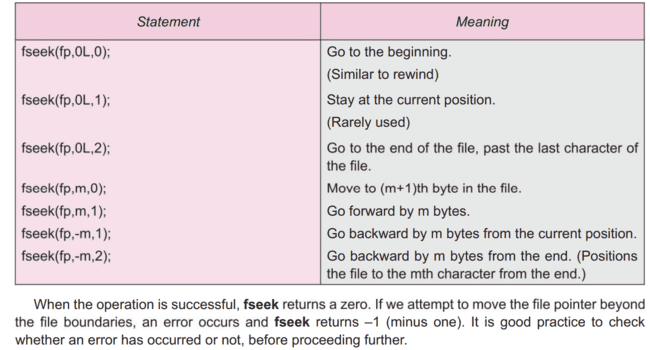 Statement Meaning
fseek(fp,0L,0); Go to the beginning.
(Similar to rewind)
fseek(fp,0L,1); Stay at the current position.
(Rarely used)
fseek(fp,0L,2); Go to the end of the file, past the last character of
the file.
fseek(fp,m,0); Move to (m+1)th byte in the file.
fseek(fp,m,1); Go forward by m bytes.
fseek(fp,-m,1); Go backward by m bytes from the current position.
fseek(fp,-m,2); Go backward by m bytes from the end. (Positions
the file to the mth character from the end.)
When the operation is successful, fseek returns a zero. If we attempt to move the file pointer beyond
the file boundaries, an error occurs and fseek returns –1 (minus one). It is good practice to check
whether an error has occurred or not, before proceeding further.